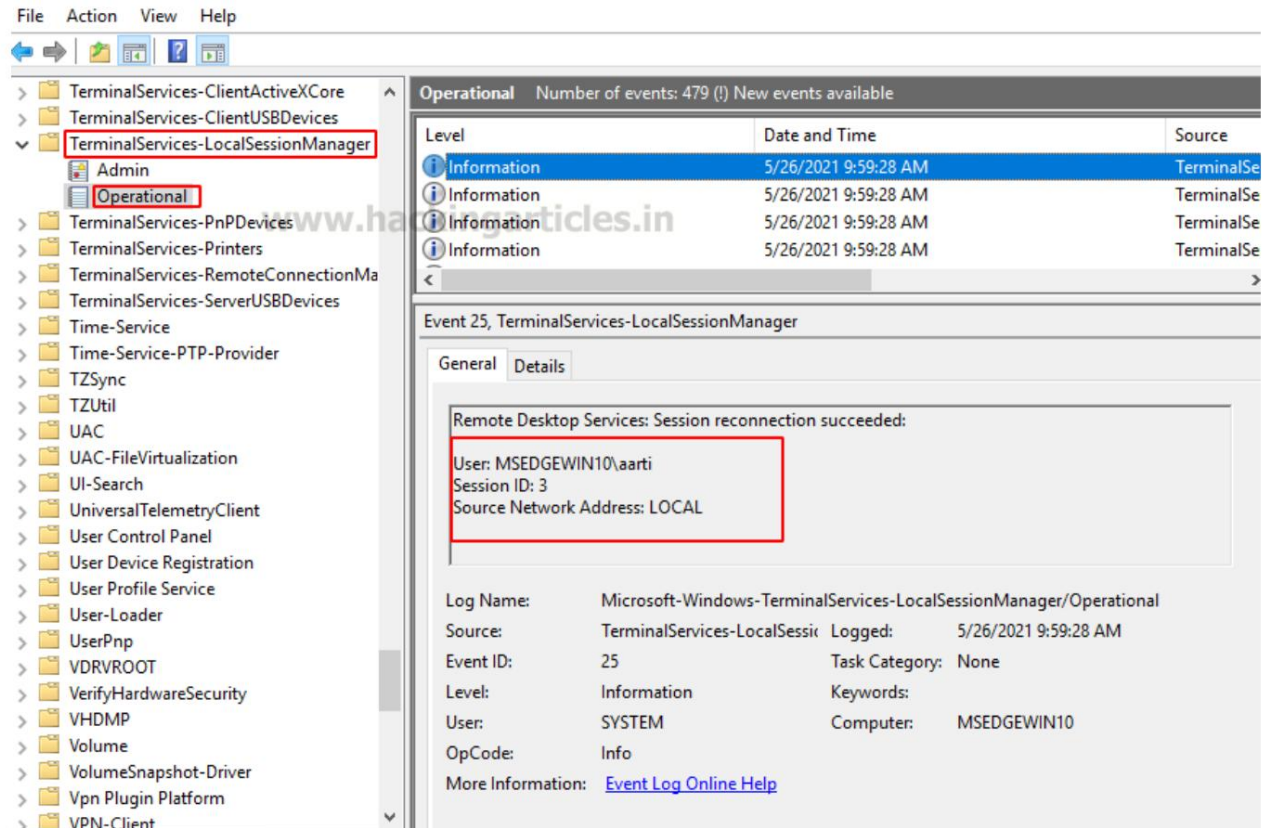 File Action View Help
TerminalServices-ClientActiveXCore
TerminalServices-ClientUSBDevices
TerminalServices-LocalSessionManager
Admin
Operational
TerminalServices-PnPDevices
TerminalServices-Printers
TerminalServices-RemoteConnectionMa
TerminalServices-ServerUSBDevices
Time-Service
Time-Service-PTP-Provider
TZSync
TZUtil
UAC
UAC-FileVirtualization
UI-Search
UniversalTelemetryClient
User Control Panel
User Device Registration
User Profile Service
User-Loader
UserPnp
VDRVROOT
VerifyHardwareSecurity
VHDMP
Volume
VolumeSnapshot-Driver
Vpn Plugin Platform
VPN-Client
www.hackingarticles.in
Operational Number of events: 479 (!) New events available
Level Date and Time Source
Information 5/26/2021 9:59:28 AM TerminalSe
Information 5/26/2021 9:59:28 AM TerminalSe
Information 5/26/2021 9:59:28 AM TerminalSe
Information 5/26/2021 9:59:28 AM TerminalSe
Event 25, TerminalServices-LocalSessionManager
General Details
Remote Desktop Services: Session reconnection succeeded:
User: MSEDGEWIN10\aarti
Session ID: 3
Source Network Address: LOCAL
Log Name: Microsoft-Windows-TerminalServices-LocalSessionManager/Operational
Source: TerminalServices-LocalSessic Logged: 5/26/2021 9:59:28 AM
Event ID: 25 Task Category: None
Level: Information Keywords:
User: SYSTEM Computer: MSEDGEWIN10
OpCode: Info
More Information: Event Log Online Help